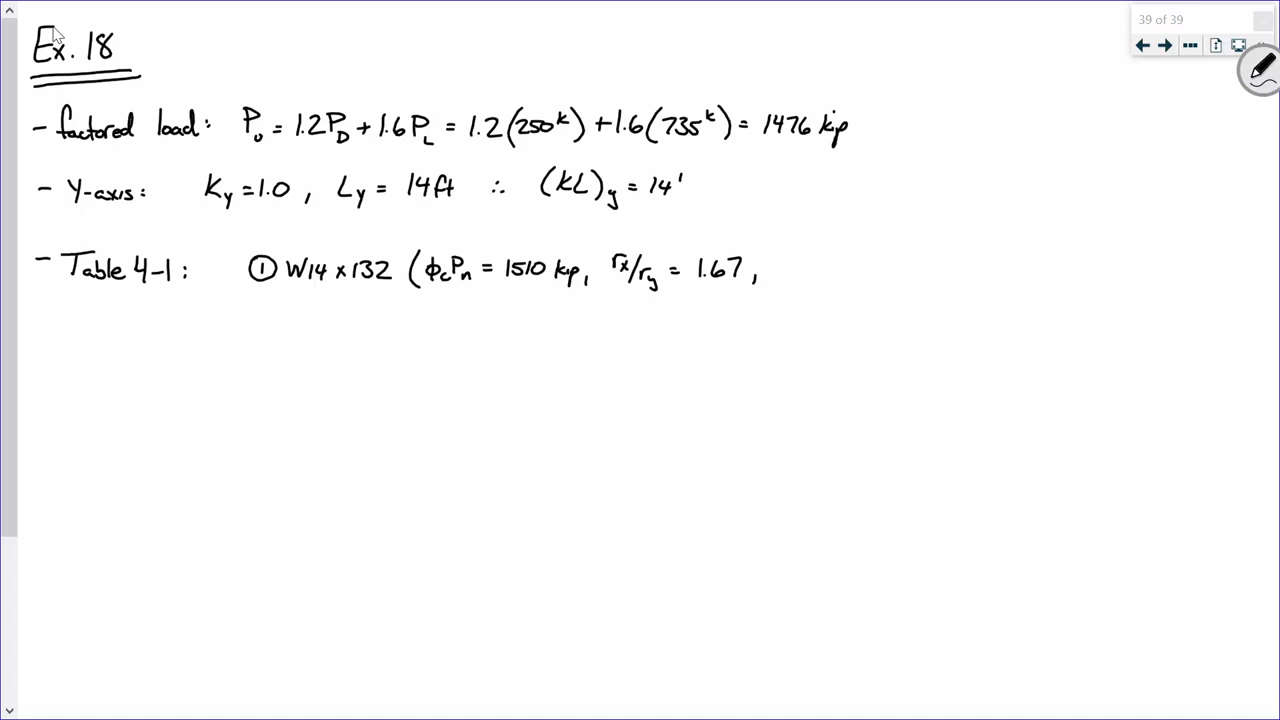 39 of 39
Ex. 18
- factored load: Pu = 1.2PD + 1.6PL = 1.2(250k) + 1.6(735k) = 1476 kip
- Y-axis: Ky = 1.0, Ly = 14ft ∴ (KL)y = 14'
- Table 4-1: ① W14 x 132 (ϕcPn = 1510 kip, rx/ry = 1.67,